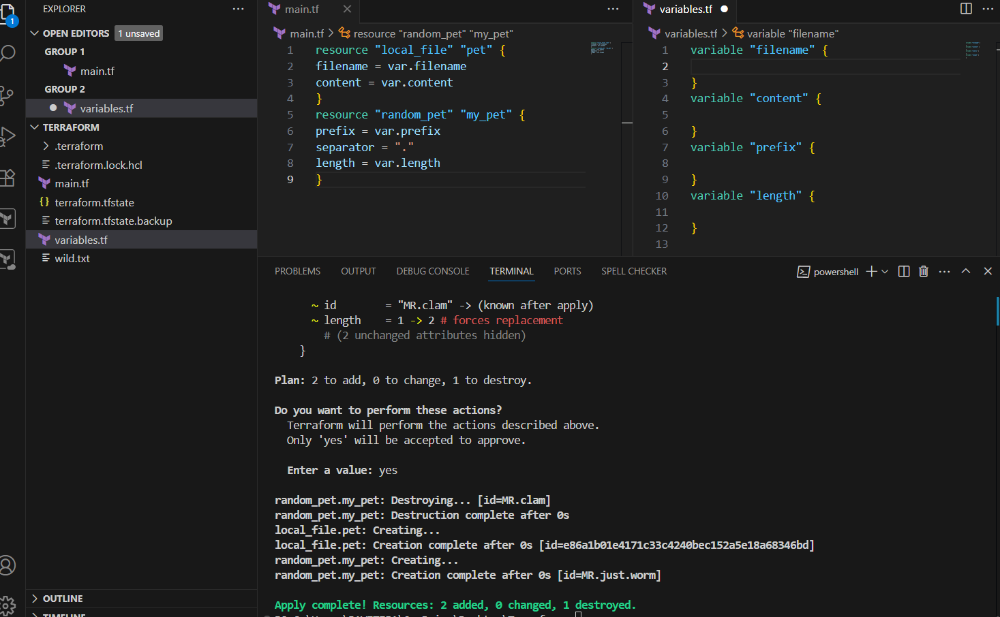 EXPLORER
OPEN EDITORS 1 unsaved
GROUP 1
main.tf
GROUP 2
variables.tf
TERRAFORM
.terraform
.terraform.lock.hcl
main.tf
{} terraform.tfstate
terraform.tfstate.backup
variables.tf
wild.txt
OUTLINE
TIMELINE
1
main.tf
main.tf > resource "random_pet" "my_pet"
1 resource "local_file" "pet" {
2 filename = var.filename
3 content = var.content
4 }
5 resource "random_pet" "my_pet" {
6 prefix = var.prefix
7 separator = "."
8 length = var.length
9 }
variables.tf
variables.tf > variable "filename"
1 variable "filename" {
2
3 }
4 variable "content" {
5
6 }
7 variable "prefix" {
8
9 }
10 variable "length" {
11
12 }
13
PROBLEMS OUTPUT DEBUG CONSOLE TERMINAL PORTS SPELL CHECKER powershell
~ id = "MR.clam" -> (known after apply)
~ length = 1 -> 2 # forces replacement
# (2 unchanged attributes hidden)
}
Plan: 2 to add, 0 to change, 1 to destroy.
Do you want to perform these actions?
Terraform will perform the actions described above.
Only 'yes' will be accepted to approve.
Enter a value: yes
random_pet.my_pet: Destroying... [id=MR.clam]
random_pet.my_pet: Destruction complete after 0s
local_file.pet: Creating...
local_file.pet: Creation complete after 0s [id=e86a1b01e4171c33c4240bec152a5e18a68346bd]
random_pet.my_pet: Creating...
random_pet.my_pet: Creation complete after 0s [id=MR.just.worm]
Apply complete! Resources: 2 added, 0 changed, 1 destroyed.